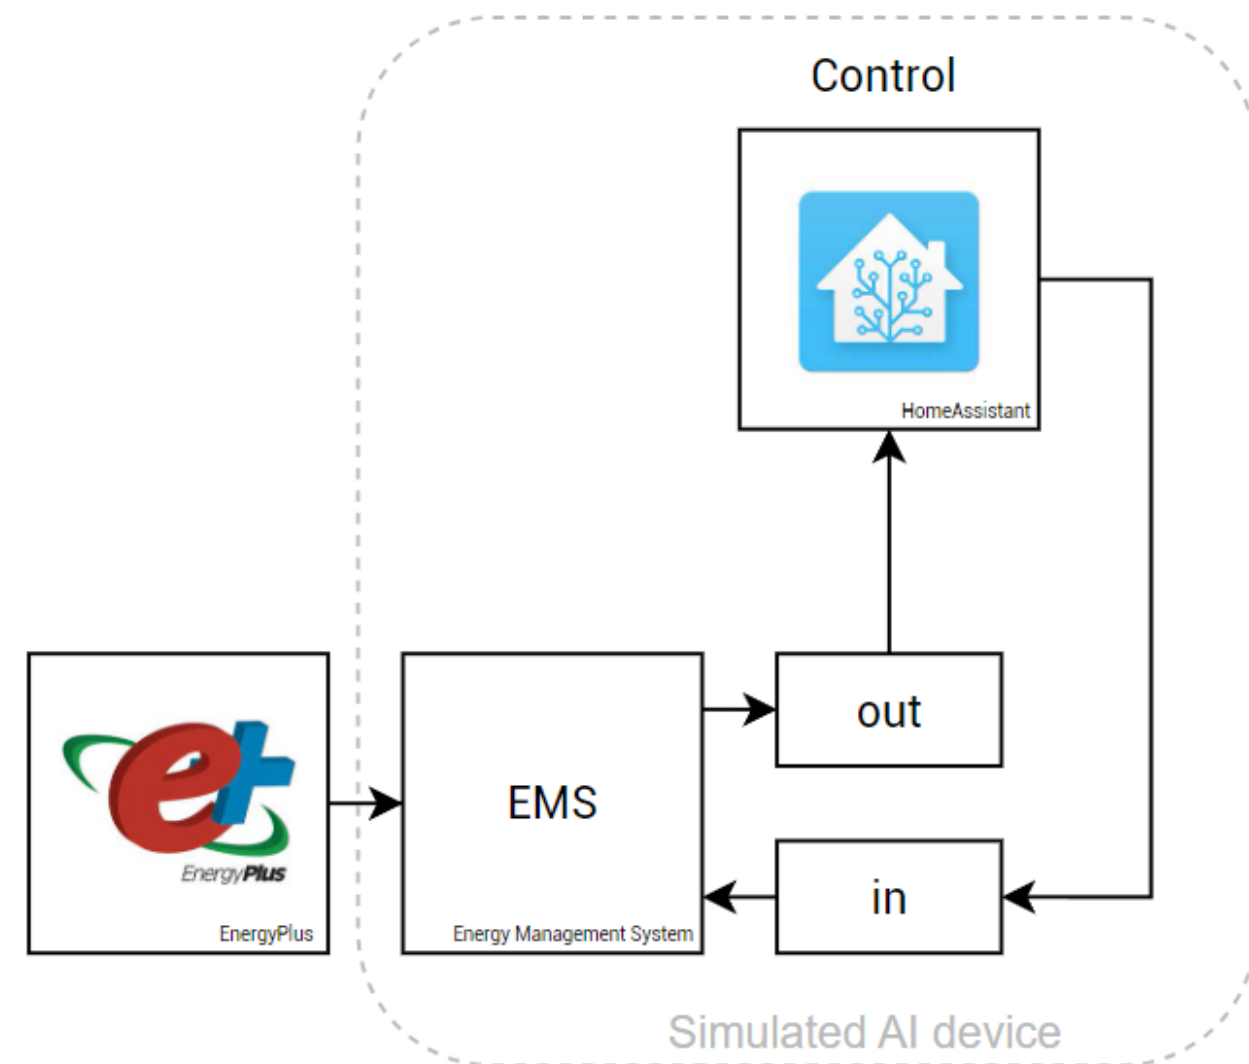 Control
HomeAssistant
out
EMS
Energy Management System
in
e+
EnergyPlus
EnergyPlus
Simulated AI device